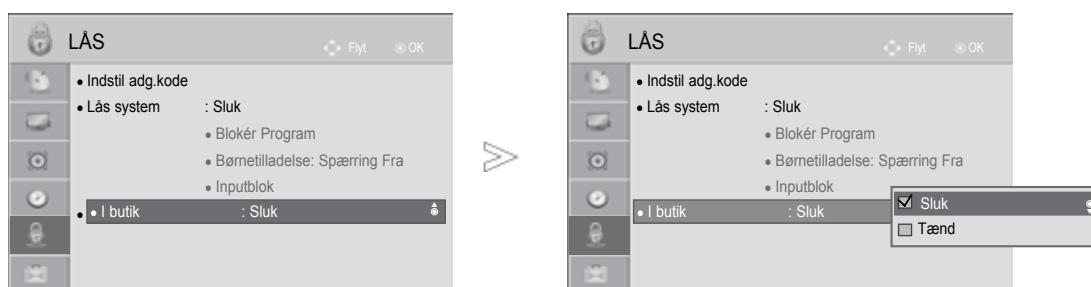 LÅS
Flyt OK
• Indstil adg.kode
• Lås system : Sluk
• Blokér Program
• Børnetilladelse: Spærring Fra
• Inputblok
• I butik : Sluk
LÅS
Flyt OK
• Indstil adg.kode
• Lås system : Sluk
• Blokér Program
• Børnetilladelse: Spærring Fra
• Inputblok
• I butik : Sluk
Sluk
Tænd